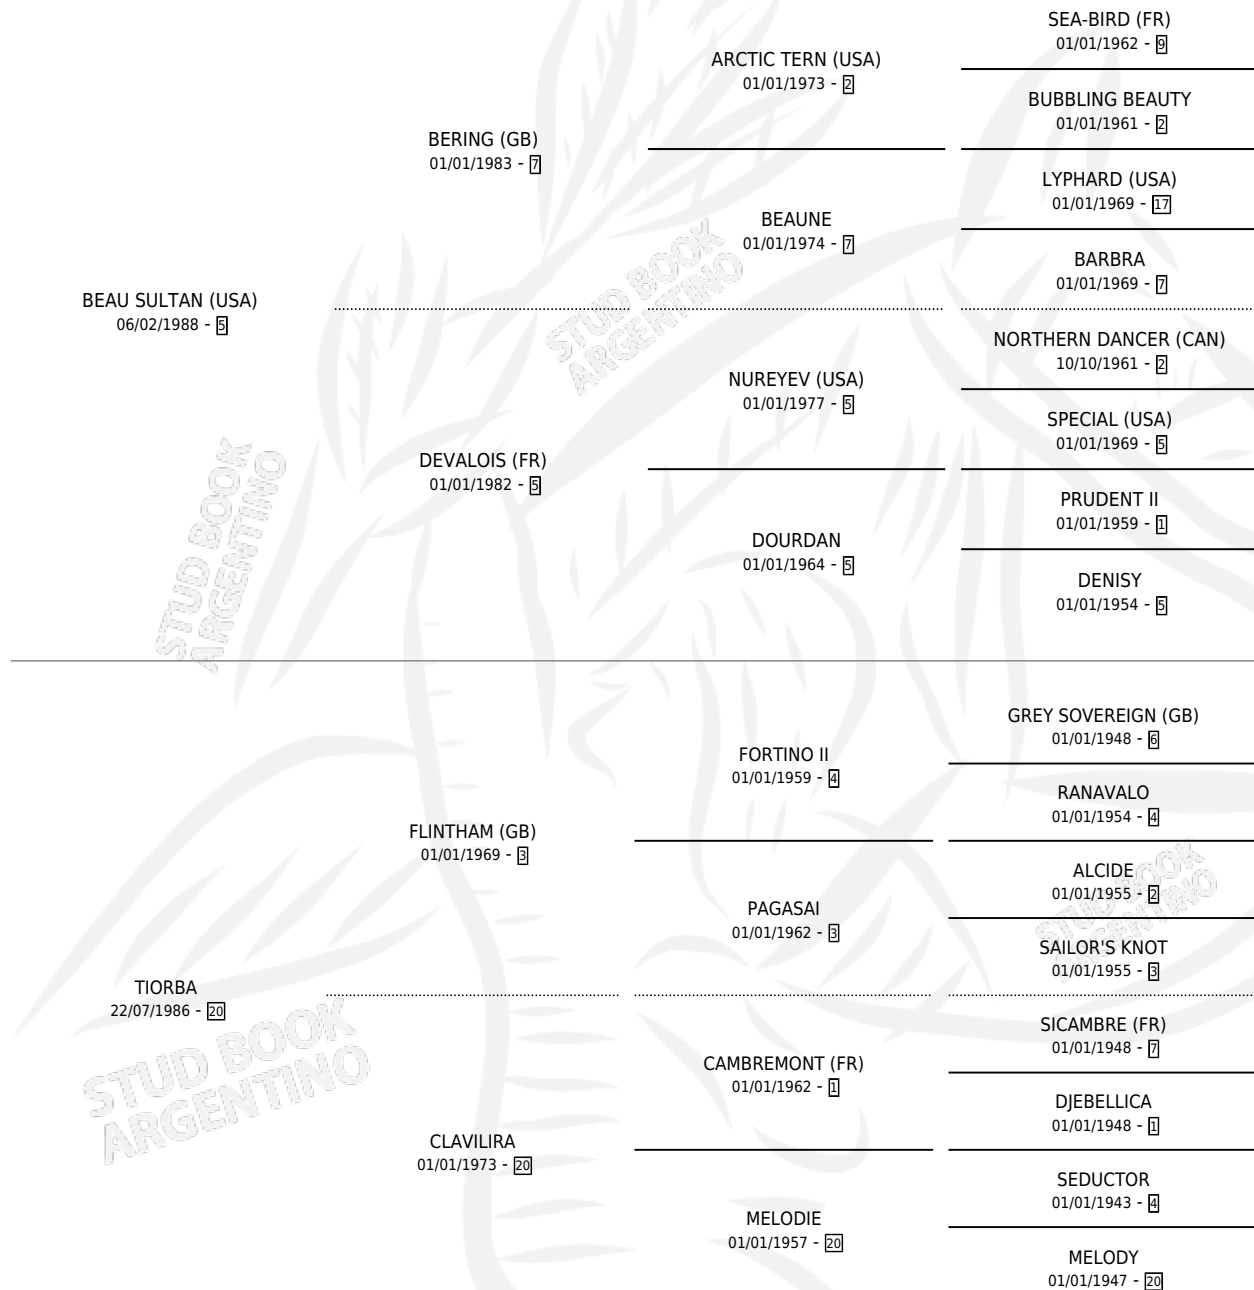 SEA-BIRD (FR)
01/01/1962 - 9
ARCTIC TERN (USA)
01/01/1973 - 2
BUBBLING BEAUTY
01/01/1961 - 2
BERING (GB)
01/01/1983 - 7
LYPHARD (USA)
01/01/1969 - 17
BEAUNE
01/01/1974 - 7
BARBRA
01/01/1969 - 7
BEAU SULTAN (USA)
06/02/1988 - 5
NORTHERN DANCER (CAN)
10/10/1961 - 2
NUREYEV (USA)
01/01/1977 - 5
SPECIAL (USA)
01/01/1969 - 5
DEVALOIS (FR)
01/01/1982 - 5
PRUDENT II
01/01/1959 - 1
DOURDAN
01/01/1964 - 5
DENISY
01/01/1954 - 5
GREY SOVEREIGN (GB)
01/01/1948 - 6
FORTINO II
01/01/1959 - 4
RANAVALO
01/01/1954 - 4
FLINTHAM (GB)
01/01/1969 - 3
ALCIDE
01/01/1955 - 2
PAGASAI
01/01/1962 - 3
SAILOR'S KNOT
01/01/1955 - 3
TIORBA
22/07/1986 - 20
SICAMBRE (FR)
01/01/1948 - 7
CAMBREMONT (FR)
01/01/1962 - 1
DJEBELLICA
01/01/1948 - 1
CLAVILIRA
01/01/1973 - 20
SEDUCTOR
01/01/1943 - 4
MELODIE
01/01/1957 - 20
MELODY
01/01/1947 - 20
STUD BOOK
ARGENTINO
STUD BOOK
ARGENTINO
STUD BOOK
ARGENTINO
STUD BOOK
ARGENTINO